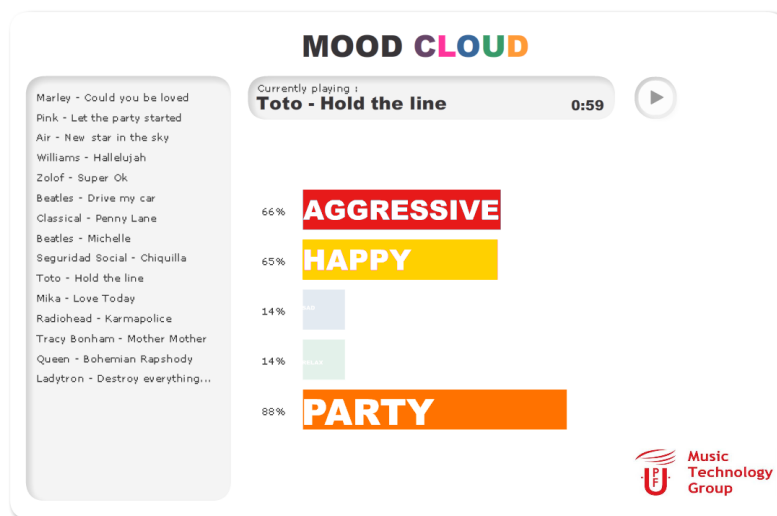 MOOD CLOUD
Marley - Could you be loved
Pink - Let the party started
Air - New star in the sky
Williams - Hallelujah
Zolof - Super Ok
Beatles - Drive my car
Classical - Penny Lane
Beatles - Michelle
Seguridad Social - Chiquilla
Toto - Hold the line
Mika - Love Today
Radiohead - Karmapolice
Tracy Bonham - Mother Mother
Queen - Bohemian Rapshody
Ladytron - Destroy everything...
Currently playing :
Toto - Hold the line 0:59
66% AGGRESSIVE
65% HAPPY
14% SAD
14% RELAX
88% PARTY
UPF
Music
Technology
Group